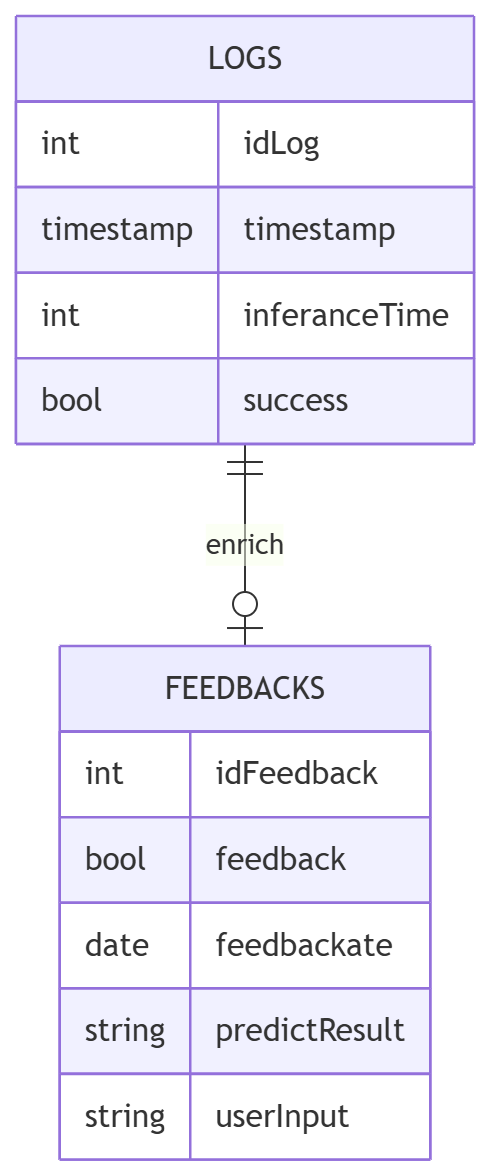 LOGS
int idLog
timestamp timestamp
int inferanceTime
bool success
enrich
FEEDBACKS
int idFeedback
bool feedback
date feedbackate
string predictResult
string userInput